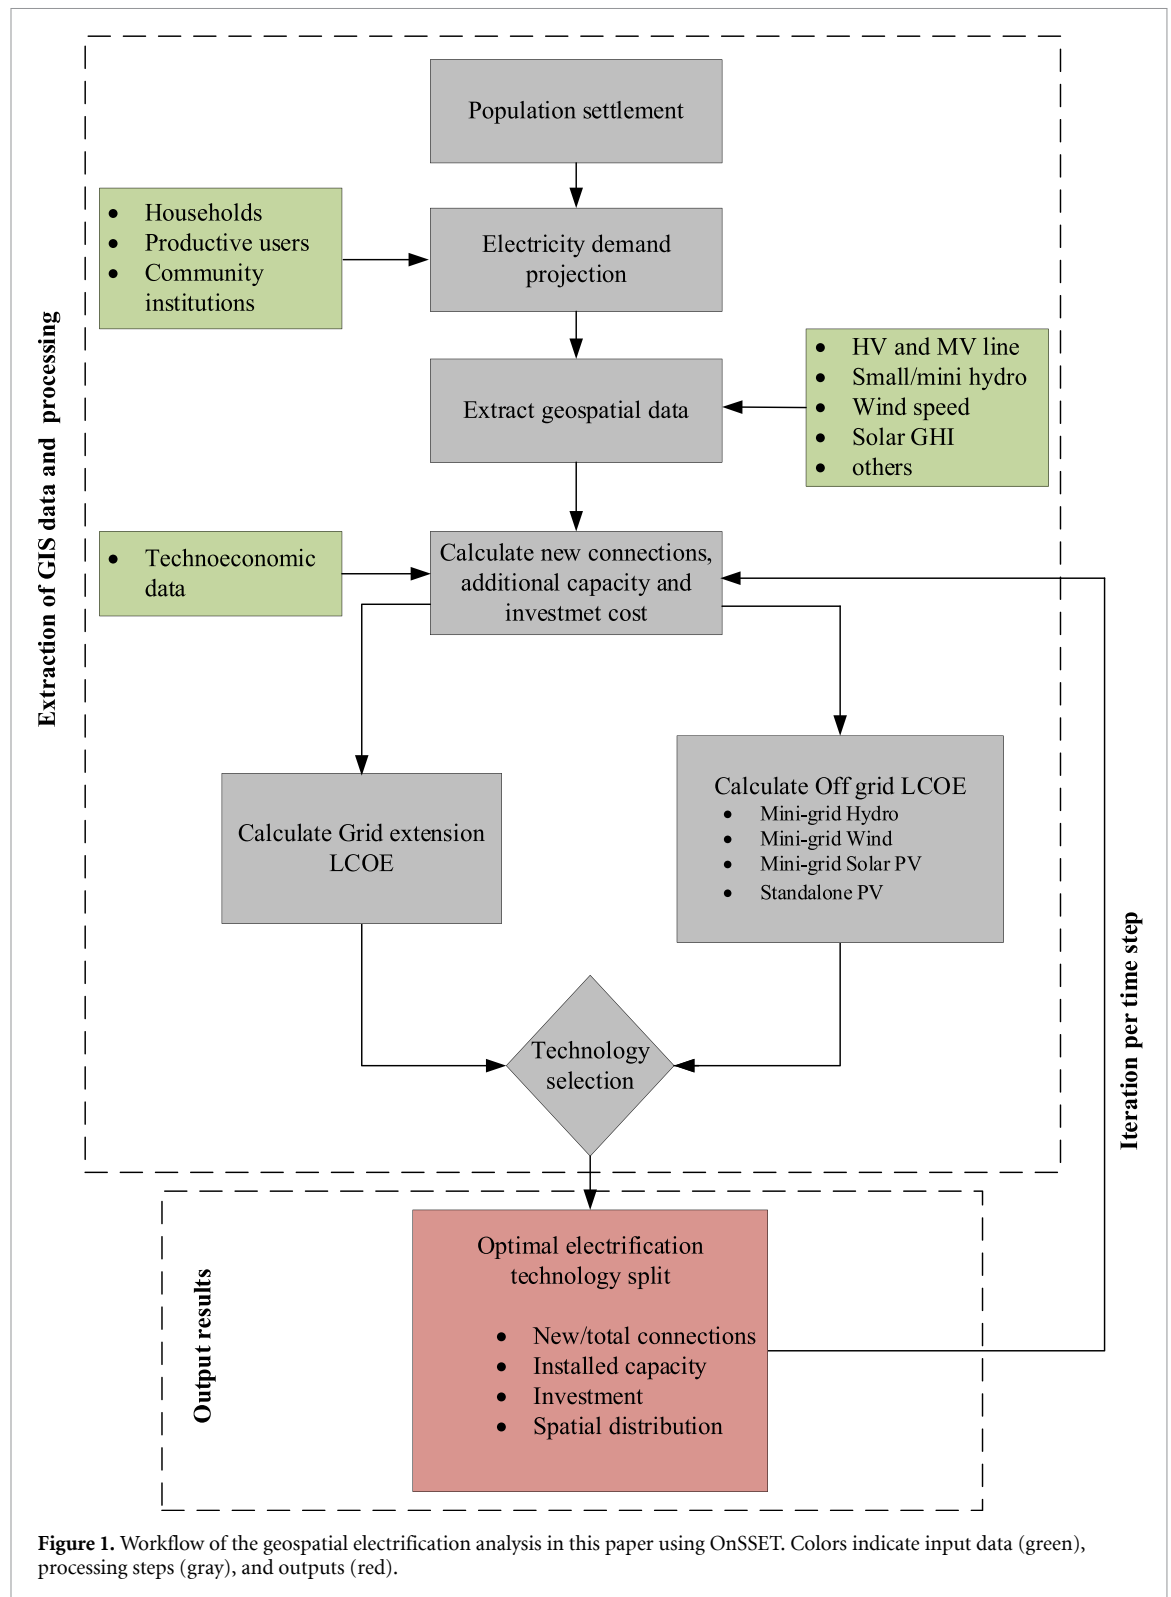 Population settlement
• Households
• Productive users
• Community
institutions
Electricity demand
projection
• HV and MV line
• Small/mini hydro
• Wind speed
• Solar GHI
• others
Extract geospatial data
Extraction of GIS data and processing
• Technoeconomic
data
Calculate new connections,
additional capacity and
investmet cost
Calculate Grid extension
LCOE
Calculate Off grid LCOE
• Mini-grid Hydro
• Mini-grid Wind
• Mini-grid Solar PV
• Standalone PV
Technology
selection
Iteration per time step
Output results
Optimal electrification
technology split
• New/total connections
• Installed capacity
• Investment
• Spatial distribution
Figure 1. Workflow of the geospatial electrification analysis in this paper using OnSSET. Colors indicate input data (green),
processing steps (gray), and outputs (red).